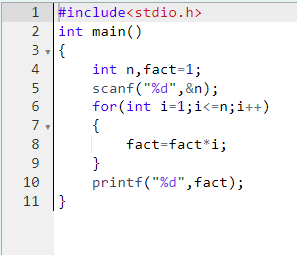 1 #include<stdio.h>
2 int main()
3 {
4 int n,fact=1;
5 scanf("%d",&n);
6 for(int i=1;i<=n;i++)
7 {
8 fact=fact*i;
9 }
10 printf("%d",fact);
11 }